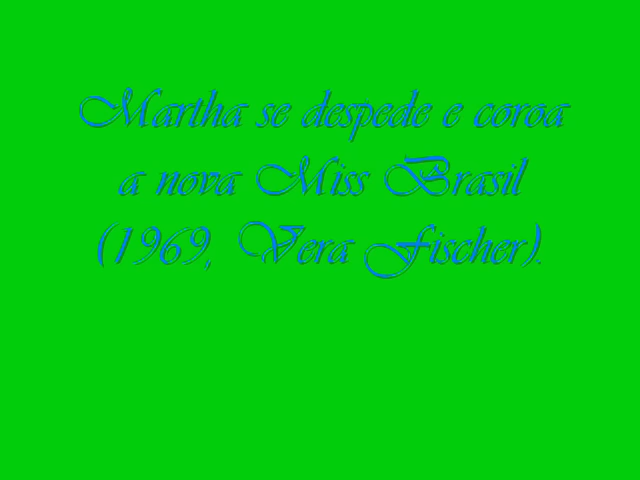 Martha se despede e coroa
a nova Miss Brasil
(1969, Vera Fischer).